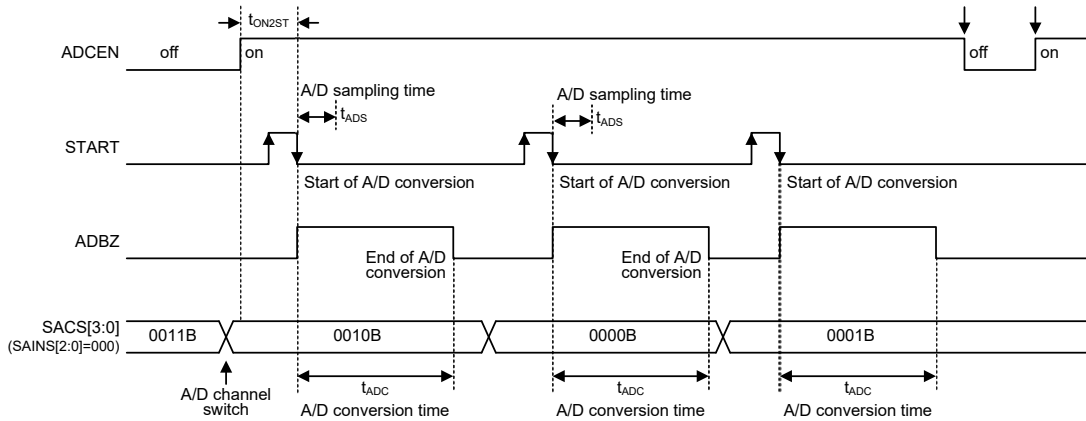 tON2ST
ADCEN
off
on
off
on
A/D sampling time
A/D sampling time
tADS
tADS
START
Start of A/D conversion
Start of A/D conversion
Start of A/D conversion
ADBZ
End of A/D
conversion
End of A/D
conversion
SACS[3:0]
(SAINS[2:0]=000)
0011B
0010B
0000B
0001B
A/D channel
switch
tADC
A/D conversion time
tADC
A/D conversion time
tADC
A/D conversion time